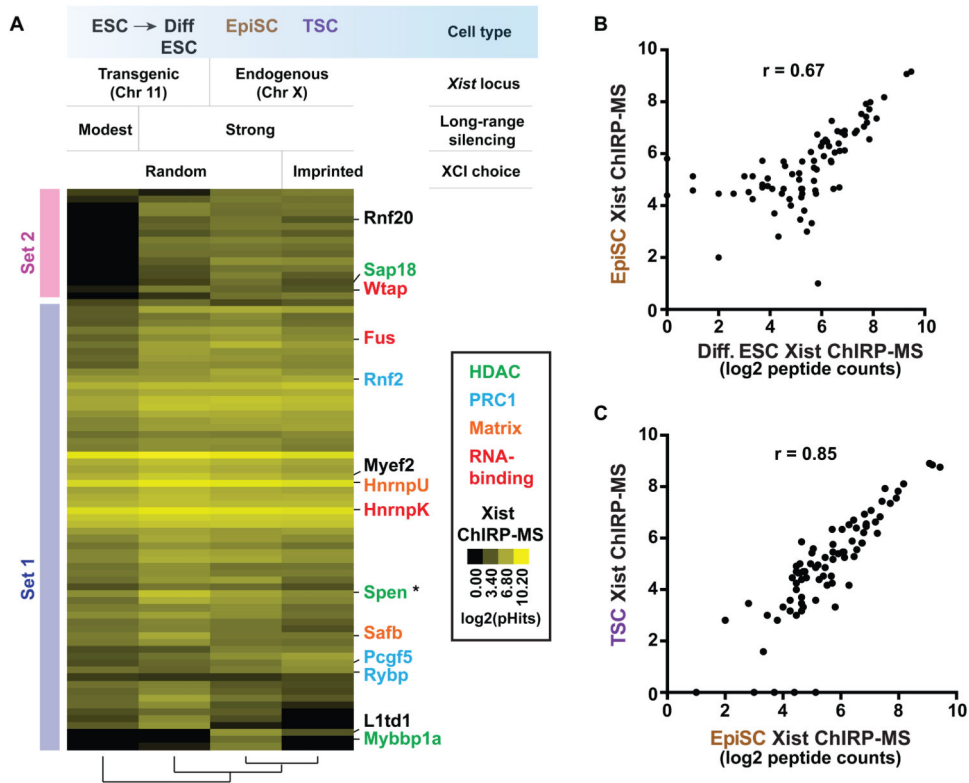 A
ESC → Diff ESC EpiSC TSC Cell type
Transgenic (Chr 11) Endogenous (Chr X) Xist locus
Modest Strong Long-range silencing
Random Imprinted XCI choice
Set 2
Set 1
Rnf20
Sap18
Wtap
Fus
Rnf2
Myef2
HnrnpU
HnrnpK
Spen *
Safb
Pcgf5
Rybp
L1td1
Mybbp1a
HDAC
PRC1
Matrix
RNA-
binding
Xist
ChIRP-MS
0.00 3.40 6.80 10.20
log2(pHits)
B
r = 0.67
EpiSC Xist ChIRP-MS
10
8
6
4
2
0
0 2 4 6 8 10
Diff. ESC Xist ChIRP-MS
(log2 peptide counts)
C
r = 0.85
TSC Xist ChIRP-MS
10
8
6
4
2
0
0 2 4 6 8 10
EpiSC Xist ChIRP-MS
(log2 peptide counts)